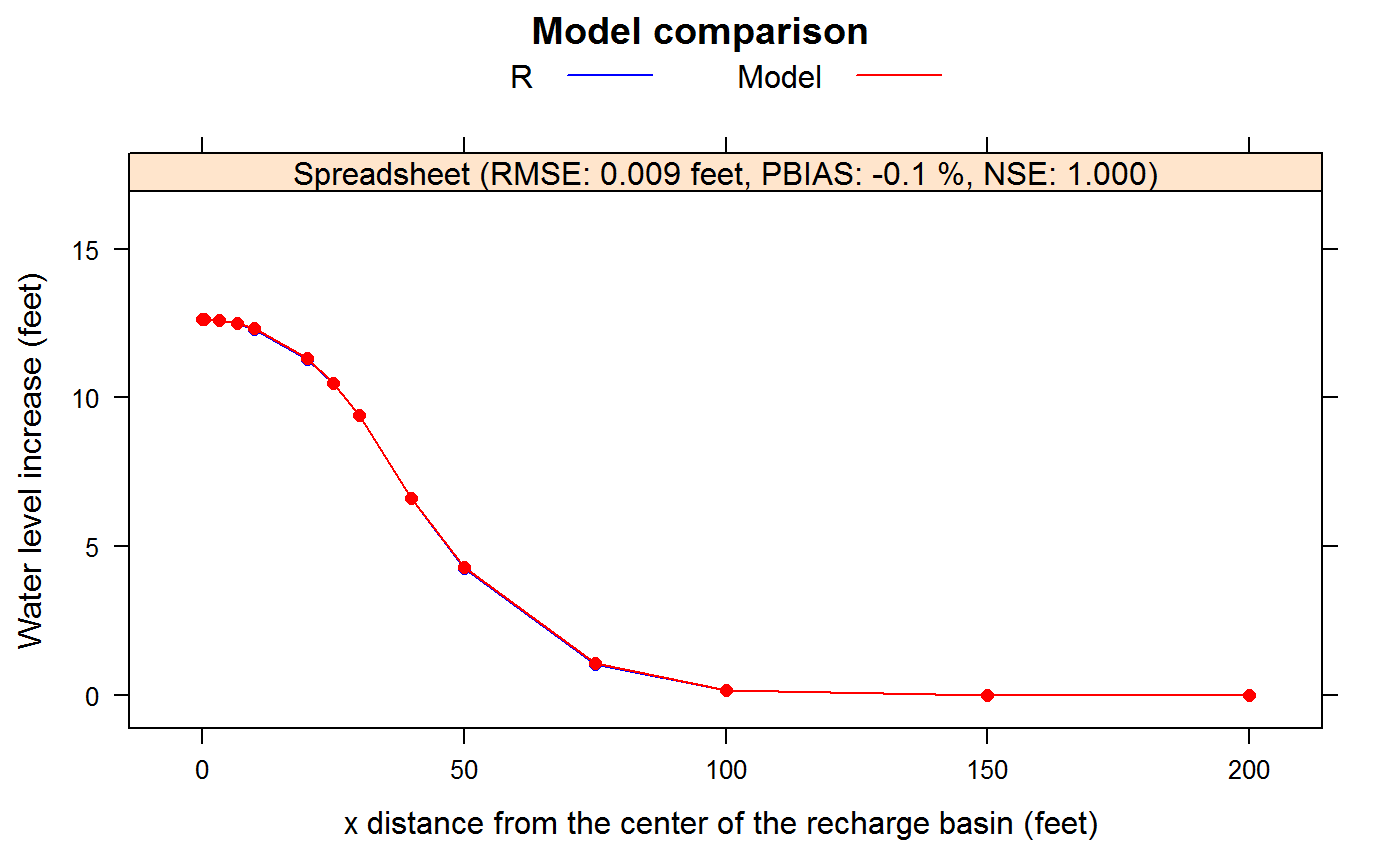 Model comparison
R Model
Spreadsheet (RMSE: 0.009 feet, PBIAS: -0.1 %, NSE: 1.000)
Water level increase (feet)
15
10
5
0
0 50 100 150 200
x distance from the center of the recharge basin (feet)